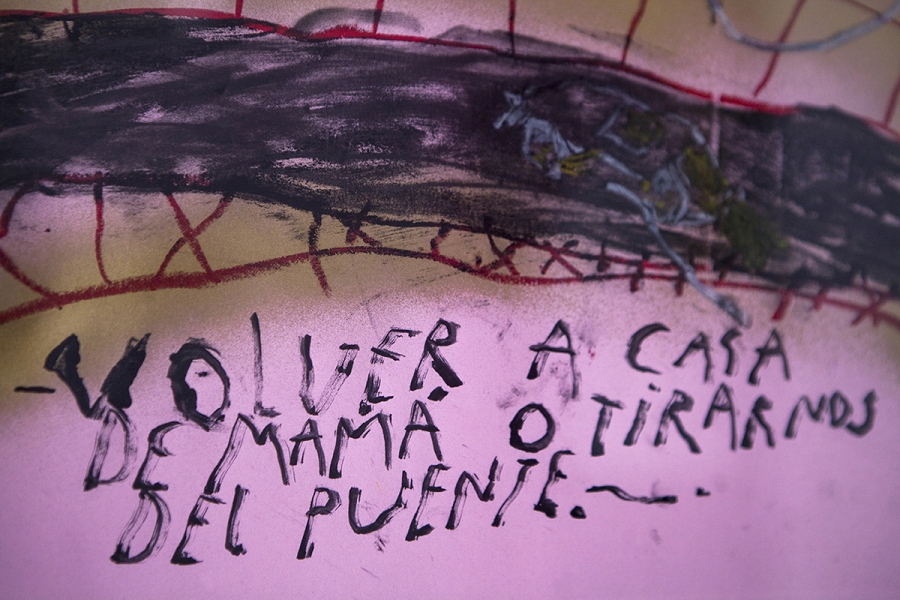 -VOLVER A CASA
DE MAMÁ O TIRARNOS
DEL PUENTE.